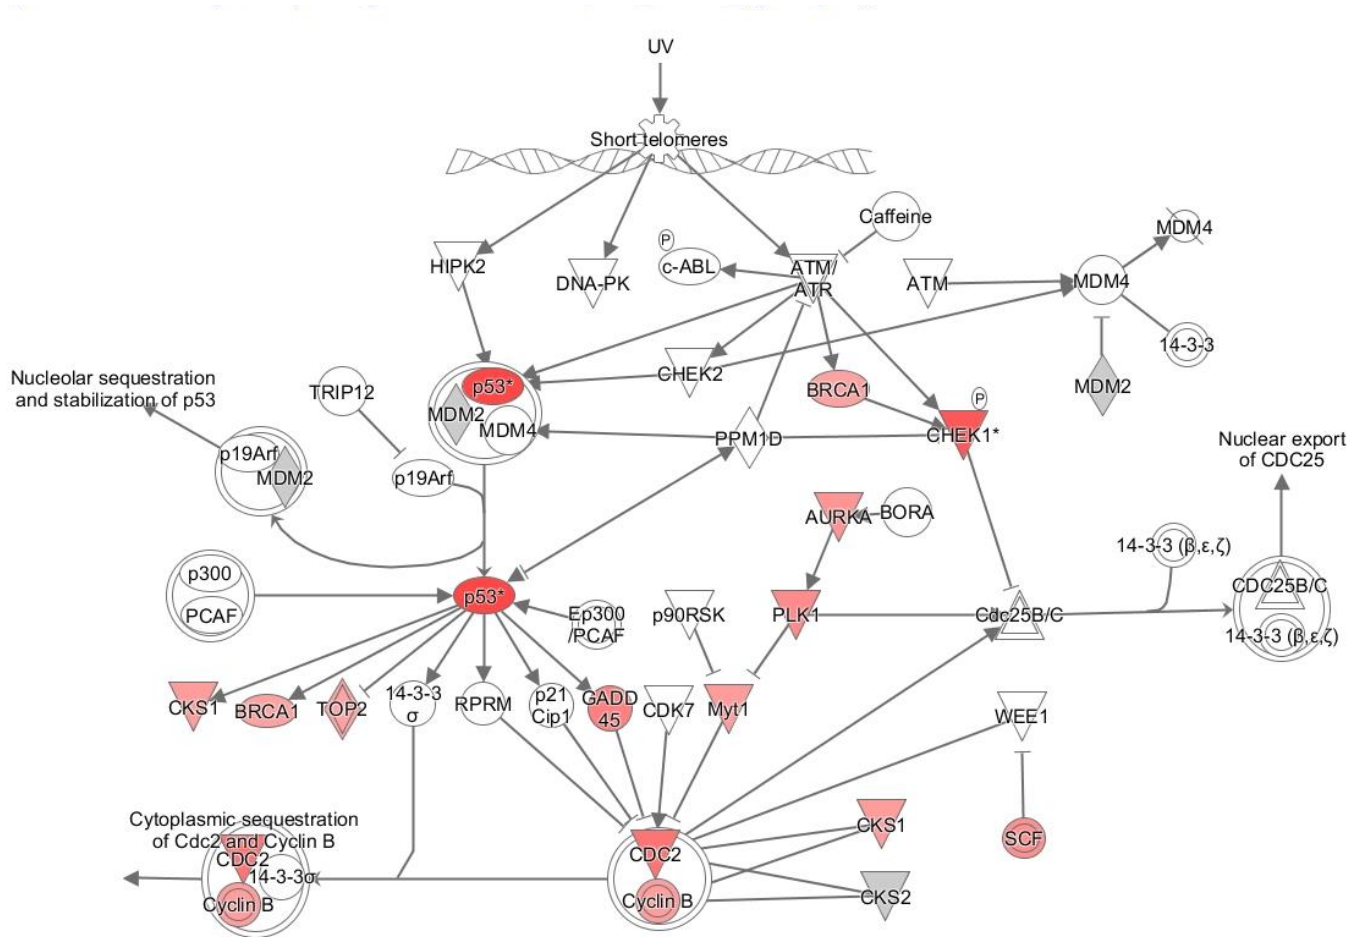 UV
Short telomeres
Caffeine
MDM4
P
HIPK2
DNA-PK
c-ABL
ATM/
ATR
ATM
MDM4
14-3-3
Nucleolar sequestration
and stabilization of p53
TRIP12
p53*
MDM2
MDM4
CHEK2
BRCA1
P
CHEK1*
MDM2
PPM1D
p19Arf
MDM2
p19Arf
Nuclear export
of CDC25
AURKA
BORA
14-3-3 (β,ε,ζ)
p300
PCAF
p53*
Ep300
/PCAF
p90RSK
PLK1
Cdc25B/C
CDC25B/C
14-3-3 (β,ε,ζ)
CKS1
BRCA1
TOP2
14-3-3
σ
RPRM
p21
Cip1
GADD
45
CDK7
Myt1
WEE1
Cytoplasmic sequestration
of Cdc2 and Cyclin B
CDC2
14-3-3σ
Cyclin B
CDC2
Cyclin B
CKS1
CKS2
SCF